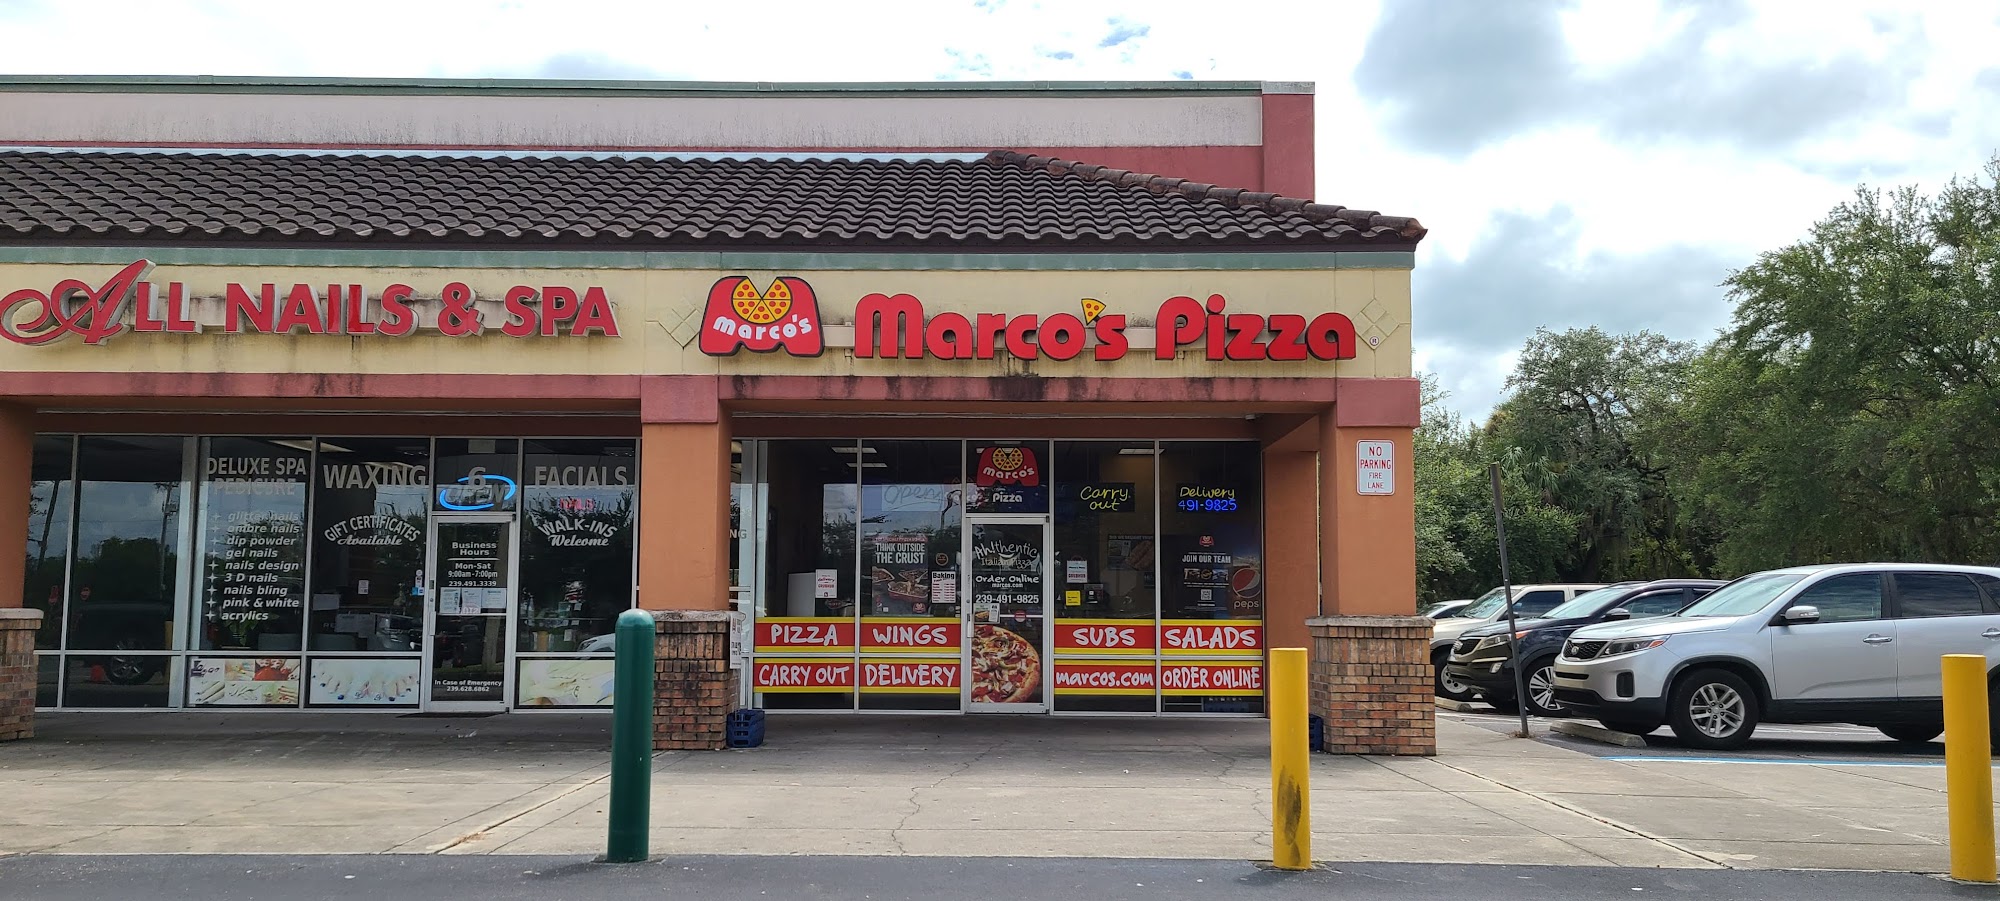 ALL NAILS & SPA
marco's
Marco's Pizza
®
DELUXE SPA
PEDICURE
glitter nails
ombre nails
dip powder
gel nails
nails design
3 D nails
nails bling
pink & white
acrylics
WAXING
GIFT CERTIFICATES
Available
6
OPEN
Business
Hours
Mon-Sat
9:00am-7:00pm
239.491.3339
In Case of Emergency
239.628.6862
FACIALS
WALK-INS
Welcome
Open
THINK OUTSIDE
THE CRUST
Baking
marco's
Pizza
Italian Pizza
Order Online
marcos.com
239-491-9825
Carry
out
Delivery
491-9825
JOIN OUR TEAM
pepsi
PIZZA
WINGS
SUBS
SALADS
CARRY OUT
DELIVERY
marcos.com
ORDER ONLINE
NO
PARKING
FIRE
LANE